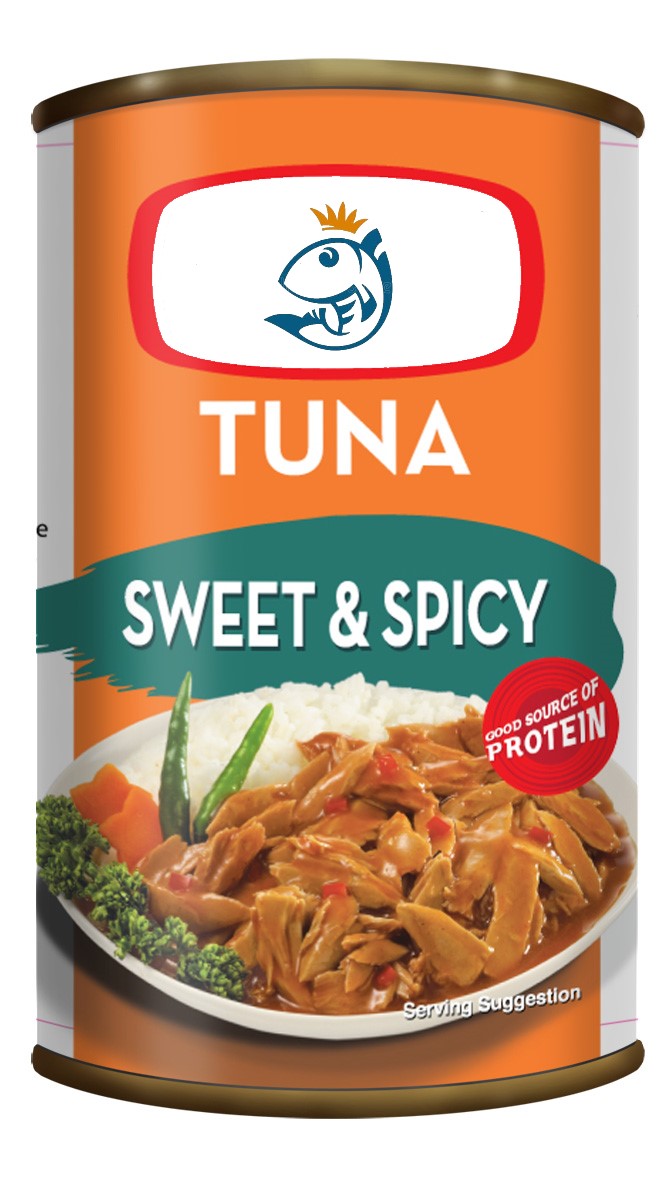 TUNA
e
SWEET & SPICY
GOOD SOURCE OF
PROTEIN
Serving Suggestion